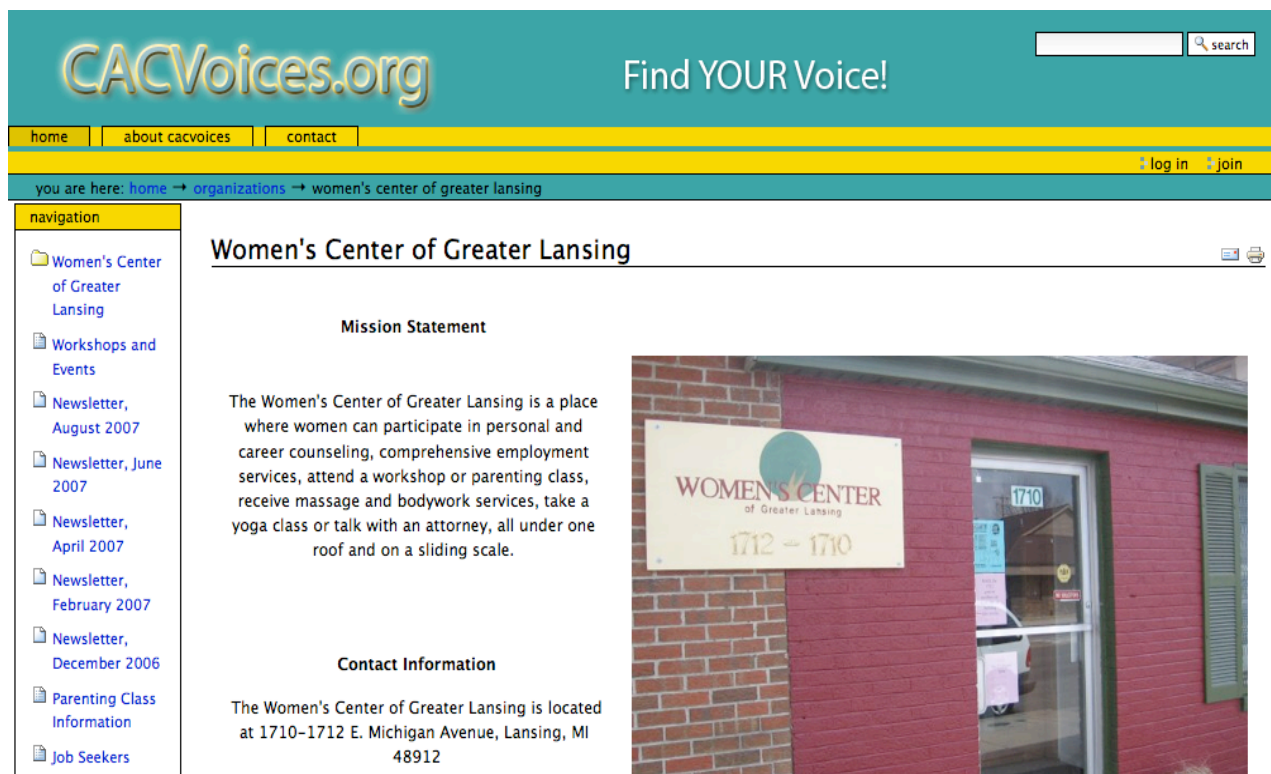 CACVoices.org
Find YOUR Voice!
search
home
about cacvoices
contact
log in
join
you are here: home → organizations → women's center of greater lansing
navigation
Women's Center
of Greater
Lansing
Workshops and
Events
Newsletter,
August 2007
Newsletter, June
2007
Newsletter,
April 2007
Newsletter,
February 2007
Newsletter,
December 2006
Parenting Class
Information
Job Seekers
Women's Center of Greater Lansing
Mission Statement
The Women's Center of Greater Lansing is a place
where women can participate in personal and
career counseling, comprehensive employment
services, attend a workshop or parenting class,
receive massage and bodywork services, take a
yoga class or talk with an attorney, all under one
roof and on a sliding scale.
Contact Information
The Women's Center of Greater Lansing is located
at 1710-1712 E. Michigan Avenue, Lansing, MI
48912
WOMEN'S CENTER
of Greater Lansing
1712 - 1710
1710